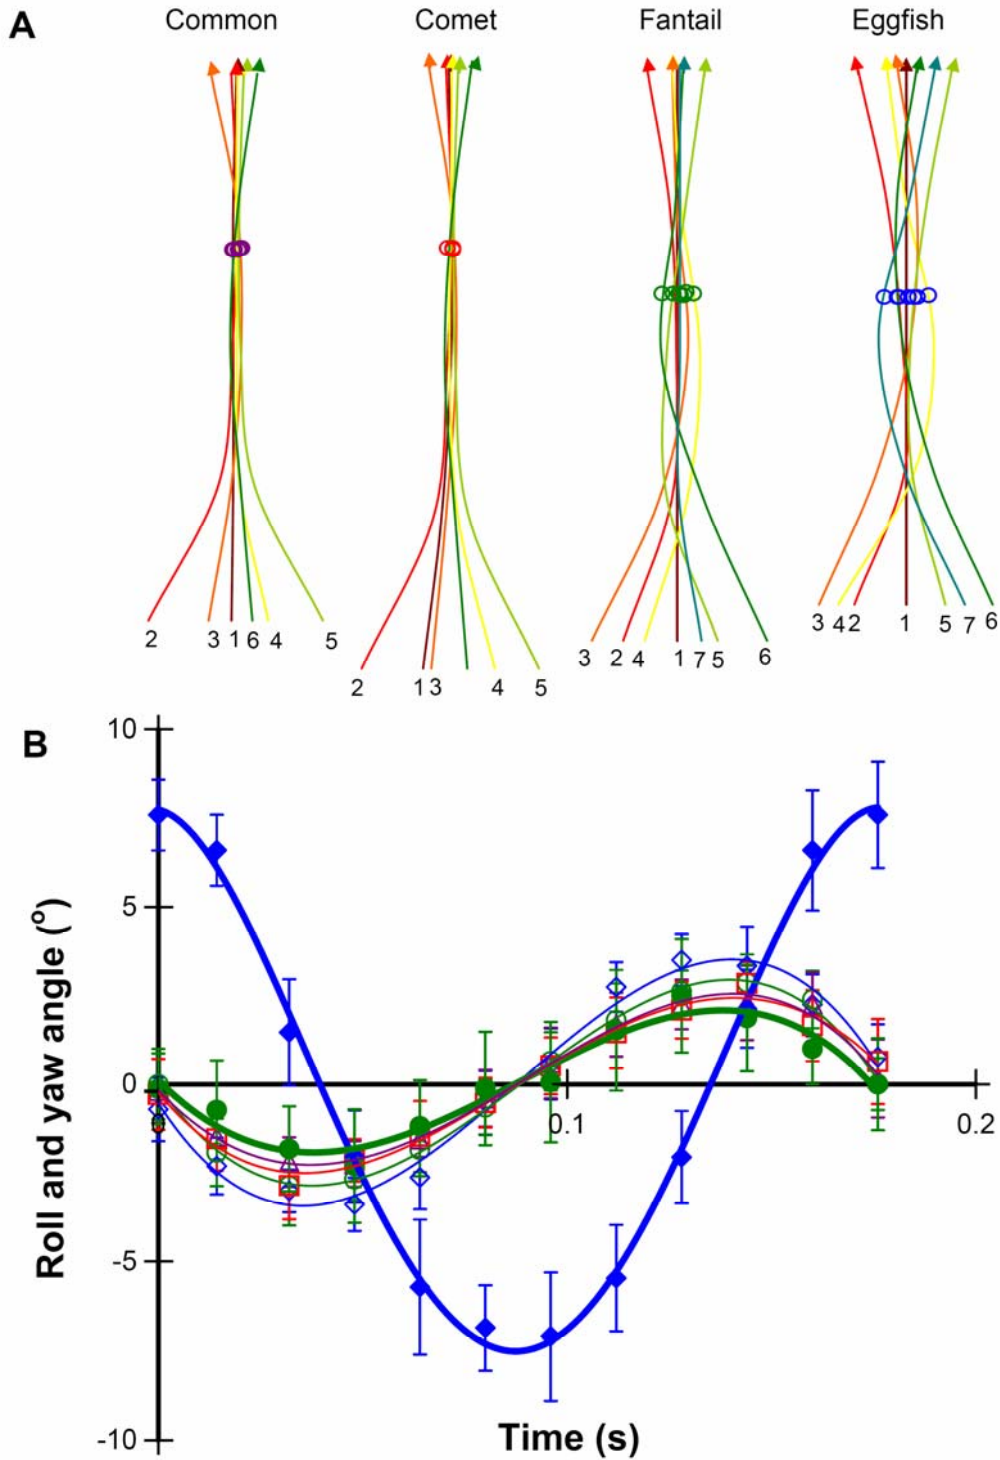 A
Common Comet Fantail Eggfish
2 3 1 6 4 5
2 1 3 4 5
3 2 4 1 7 5 6
3 4 2 1 5 7 6
B
10
5
0
-5
-10
0.1 0.2
Roll and yaw angle (o)
Time (s)